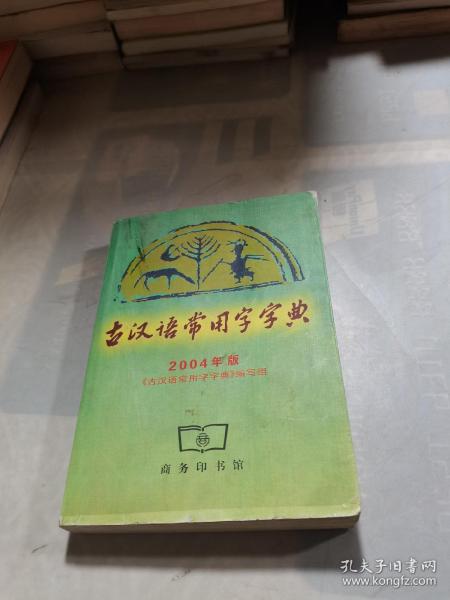 古汉语常用字字典
2004年版
《古汉语常用字字典》编写组
商务印书馆
孔夫子旧书网
www.kongfz.com